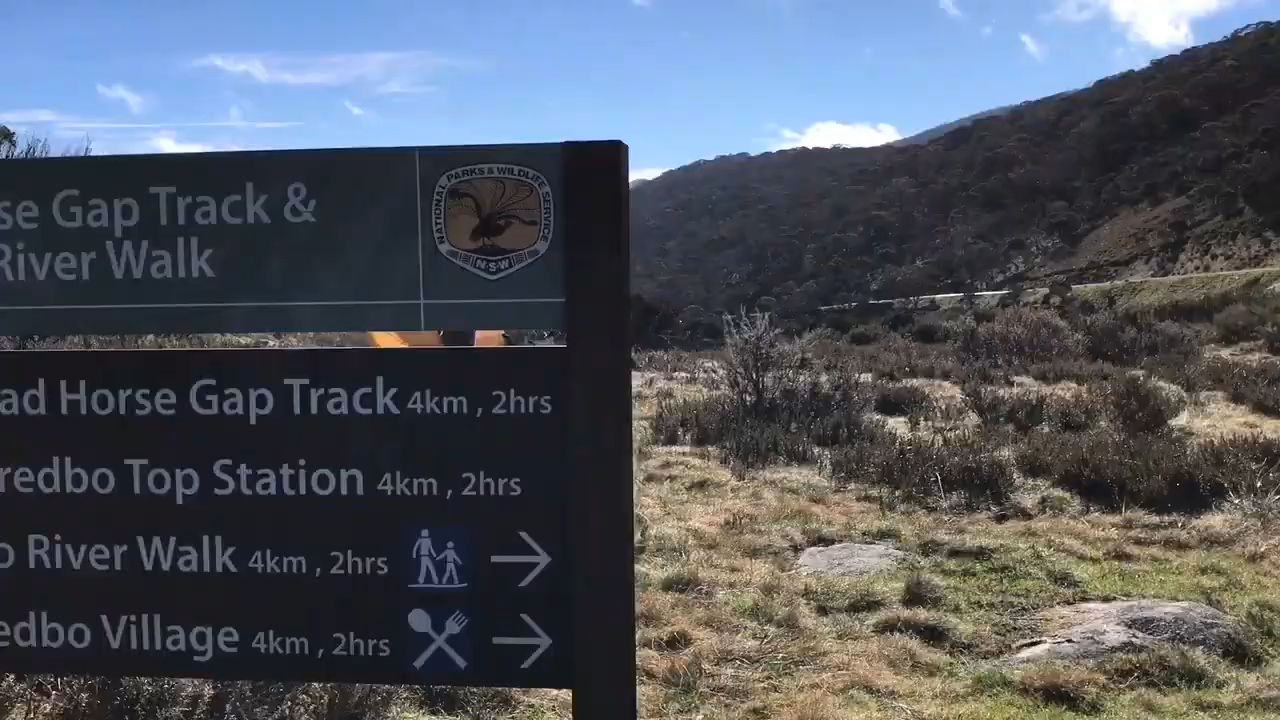 se Gap Track &
River Walk
NATIONAL PARKS & WILDLIFE SERVICE
N·S·W
ad Horse Gap Track 4km , 2hrs
redbo Top Station 4km , 2hrs
o River Walk 4km , 2hrs
edbo Village 4km , 2hrs